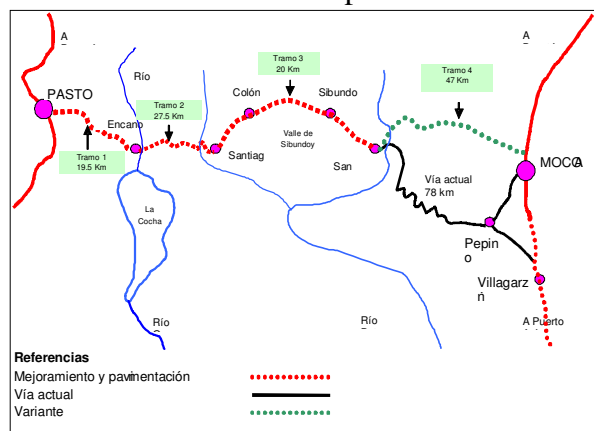 A
A
Tramo 3
20 Km
Tramo 4
47 Km
Río
Tramo 2
27.5 Km
Colón
Sibundo
PASTO
Encano
Valle de
Sibundoy
Tramo 1
19.5 Km
Santiag
San
MOCOA
Vía actual
78 km
La
Cocha
Pepin
o
Villagarz
ń
Río
Río
A Puerto
Referencias
Mejoramiento y pavimentación
Vía actual
Variante